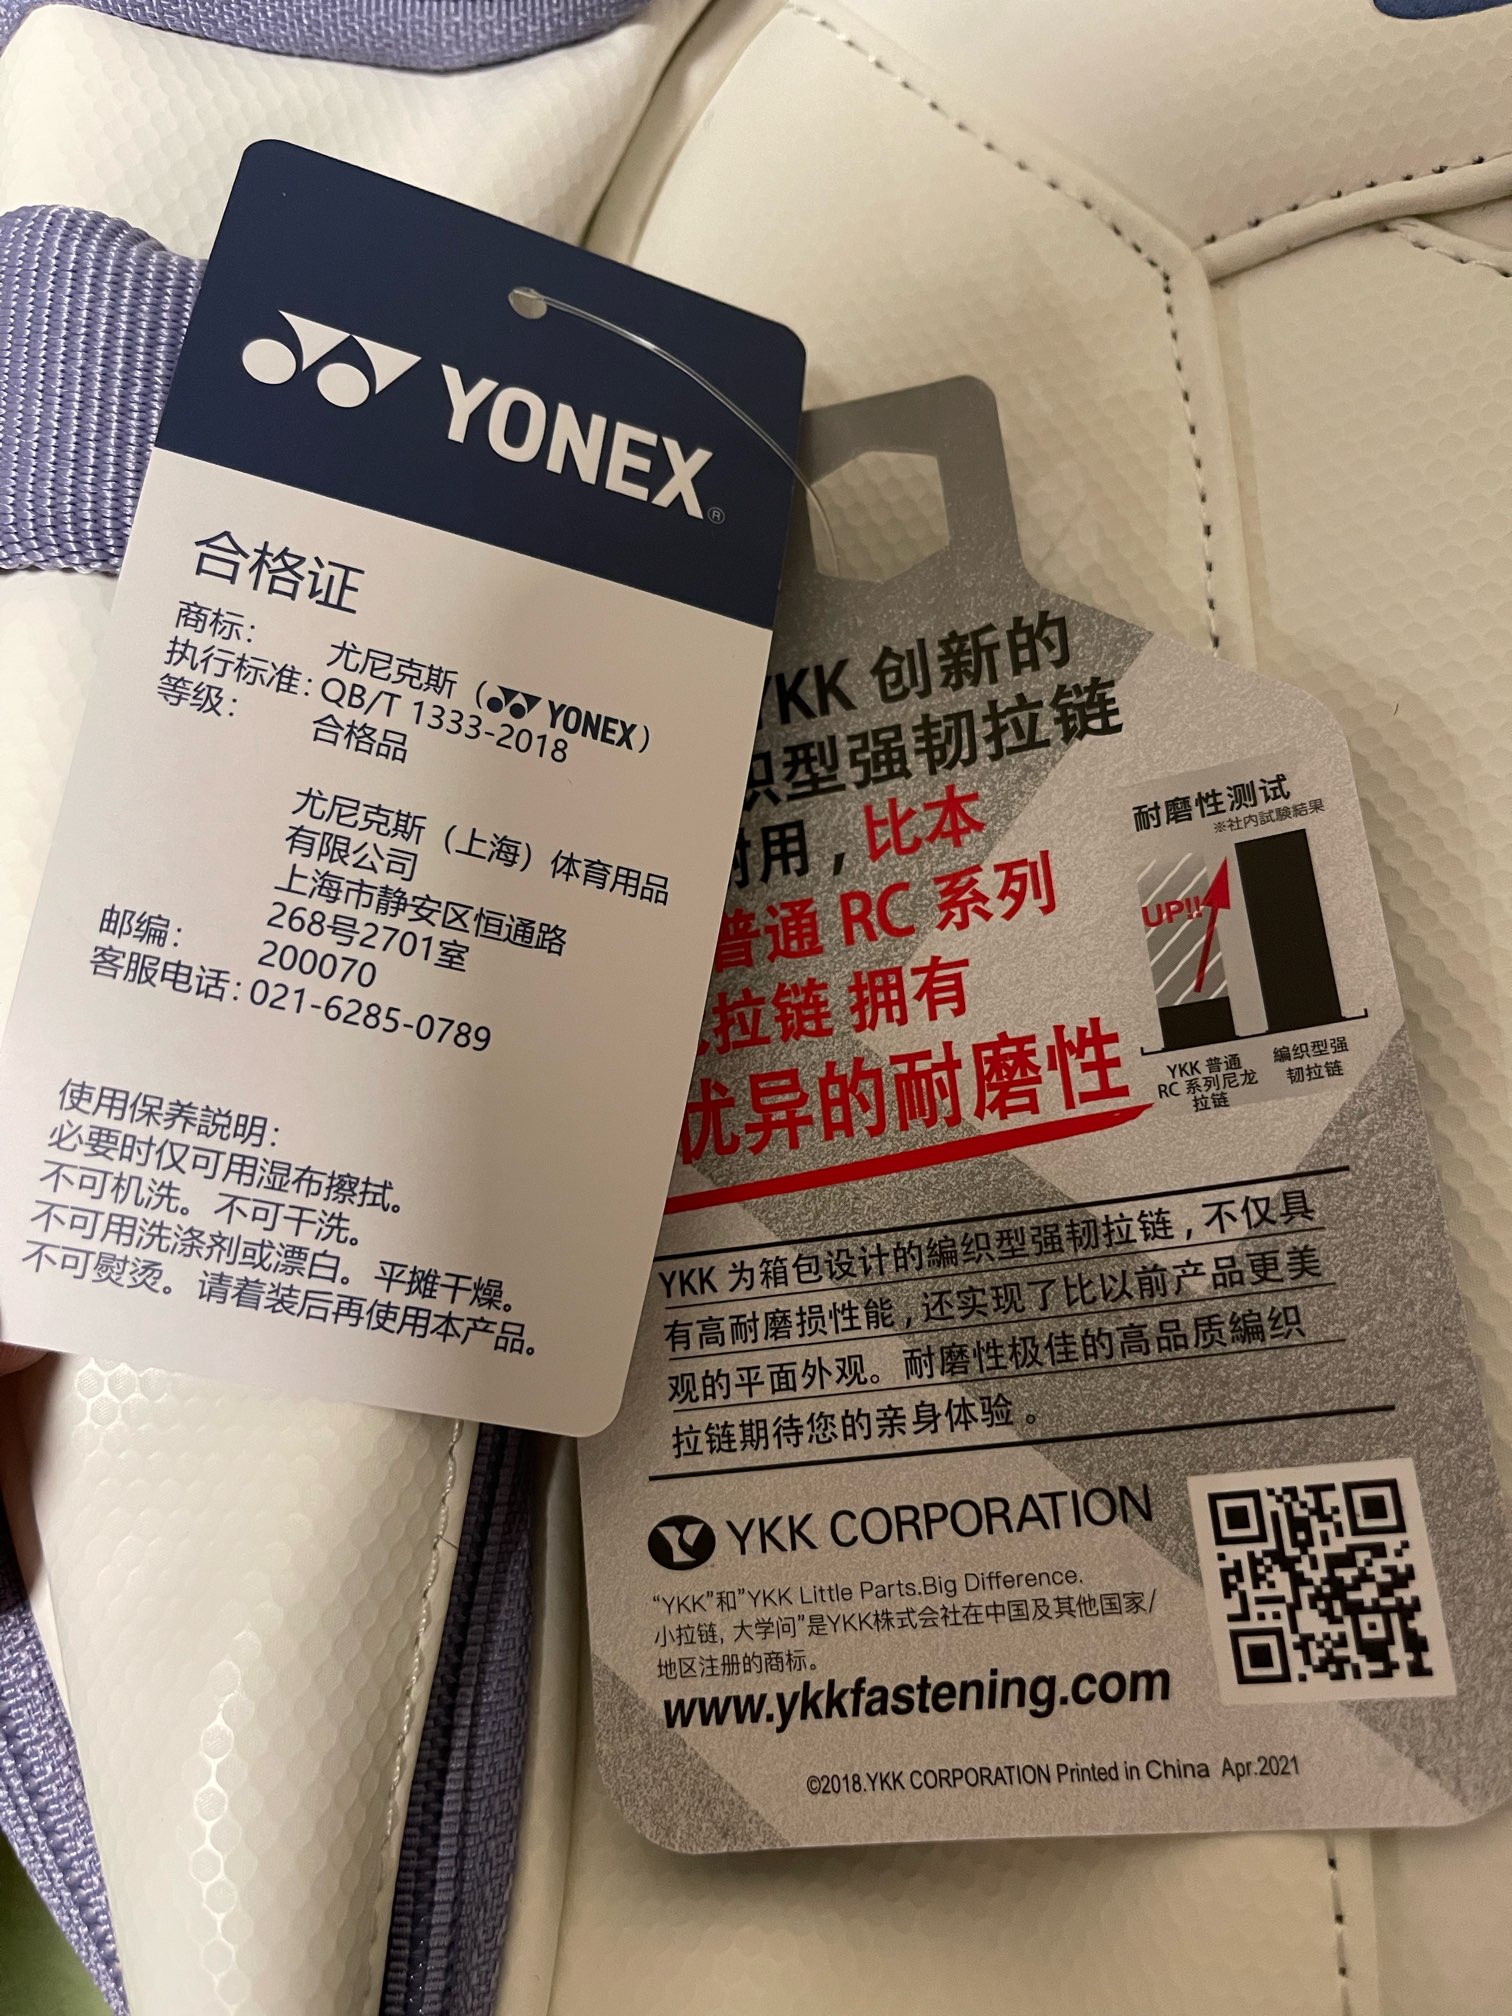 YONEX®
合格证
商标： 尤尼克斯（YONEX）
执行标准：QB/T 1333-2018
等级： 合格品
尤尼克斯（上海）体育用品
有限公司
上海市静安区恒通路
268号2701室
邮编： 200070
客服电话：021-6285-0789
使用保养説明：
必要时仅可用湿布擦拭。
不可机洗。不可干洗。
不可用洗涤剂或漂白。平摊干燥。
不可熨烫。请着装后再使用本产品。
YKK 创新的
织型强韧拉链
耐用，比本
普通 RC 系列
拉链 拥有
优异的耐磨性
耐磨性测试
※社内試験結果
UP!!
YKK 普通
RC 系列尼龙
拉链
編织型强
韧拉链
YKK 为箱包设计的編织型强韧拉链，不仅具
有高耐磨损性能，还实现了比以前产品更美
观的平面外观。耐磨性极佳的高品质編织
拉链期待您的亲身体验。
YKK CORPORATION
“YKK”和”YKK Little Parts.Big Difference.
小拉链, 大学问”是YKK株式会社在中国及其他国家/
地区注册的商标。
www.ykkfastening.com
©2018.YKK CORPORATION Printed in China Apr.2021